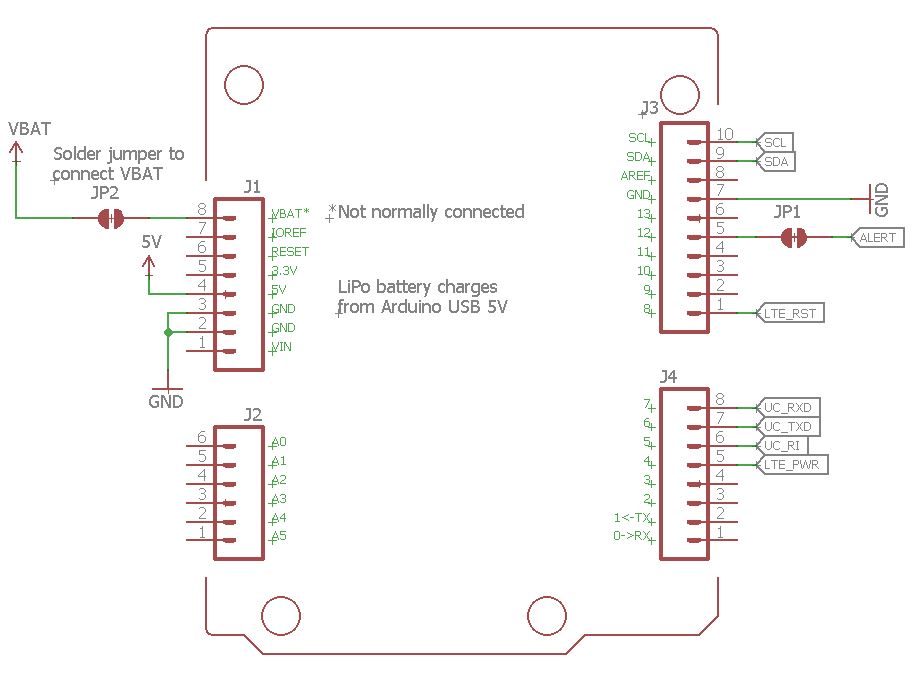 VBAT
Solder jumper to
connect VBAT
JP2
5V
GND
J1
8 VBAT*
7 IOREF
6 RESET
5 3.3V
4 5V
3 GND
2 GND
1 VIN
*Not normally connected
LiPo battery charges
from Arduino USB 5V
J2
6 A0
5 A1
4 A2
3 A3
2 A4
1 A5
J3
SCL 10 SCL
SDA 9 SDA
AREF 8
GND 7 GND
13 6
12 5 JP1 ALERT
11 4
10 3
9 2
8 1 LTE_RST
J4
7 8 UC_RXD
6 7 UC_TXD
5 6 UC_RI
4 5 LTE_PWR
3 4
2 3
1<-TX 2
0->RX 1